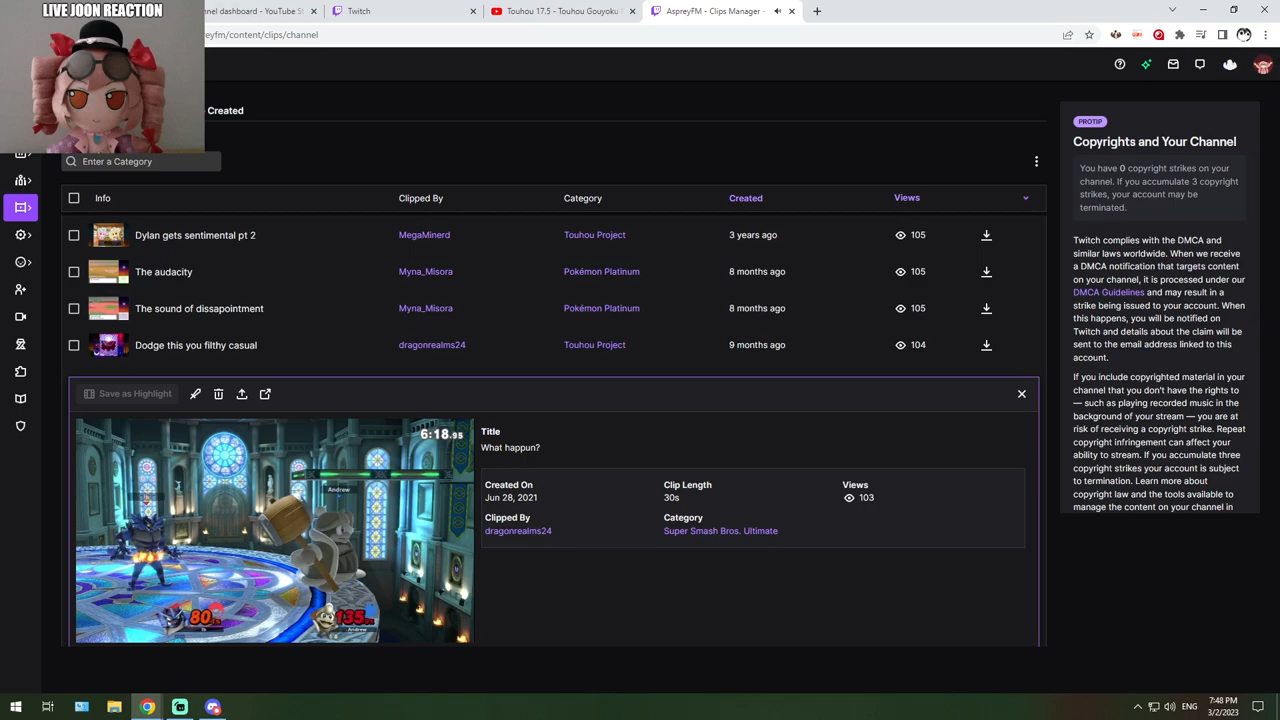 LIVE JOON REACTION
nnel dashboard - YouTube St
Twitch
Touhou 17.5 - Touhou Gouyoku I
AspreyFM - Clips Manager -
eyfm/content/clips/channel
Created
Enter a Category
Info Clipped By Category Created Views
Dylan gets sentimental pt 2 MegaMinerd Touhou Project 3 years ago 105
The audacity Myna_Misora Pokémon Platinum 8 months ago 105
The sound of dissapointment Myna_Misora Pokémon Platinum 8 months ago 105
Dodge this you filthy casual dragonrealms24 Touhou Project 9 months ago 104
Save as Highlight
6:18.95
Andrew
80
135
Andrew
Title
What happun?
Created On Clip Length Views
Jun 28, 2021 30s 103
Clipped By Category
dragonrealms24 Super Smash Bros. Ultimate
PROTIP
Copyrights and Your Channel
You have 0 copyright strikes on
your channel. If you accumulate 3 copyright
strikes, your account may be
terminated.
Twitch complies with the DMCA and
similar laws worldwide. When we receive
a DMCA notification that targets content
on your channel, it is processed under our
DMCA Guidelines and may result in a
strike being issued to your account. When
this happens, you will be notified on
Twitch and details about the claim will be
sent to the email address linked to this
account.
If you include copyrighted material in your
channel that you don't have the rights to
— such as playing recorded music in the
background of your stream — you are at
risk of receiving a copyright strike. Repeat
copyright infringement can affect your
ability to stream. If you accumulate three
copyright strikes your account is subject
to termination. Learn more about
copyright law and the tools available to
manage the content on your channel in
ENG
7:48 PM
3/2/2023